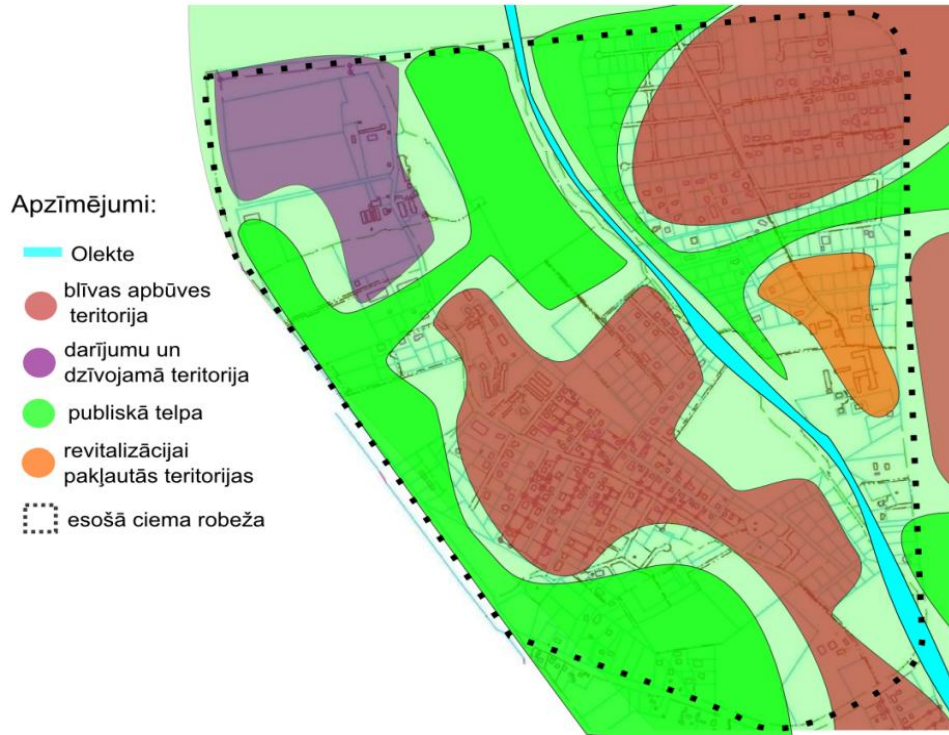 Apzīmējumi:
Olekte
blīvas apbūves
teritorija
darījumu un
dzīvojamā teritorija
publiskā telpa
revitalizācijai
pakļautās teritorijas
esošā ciema robeža